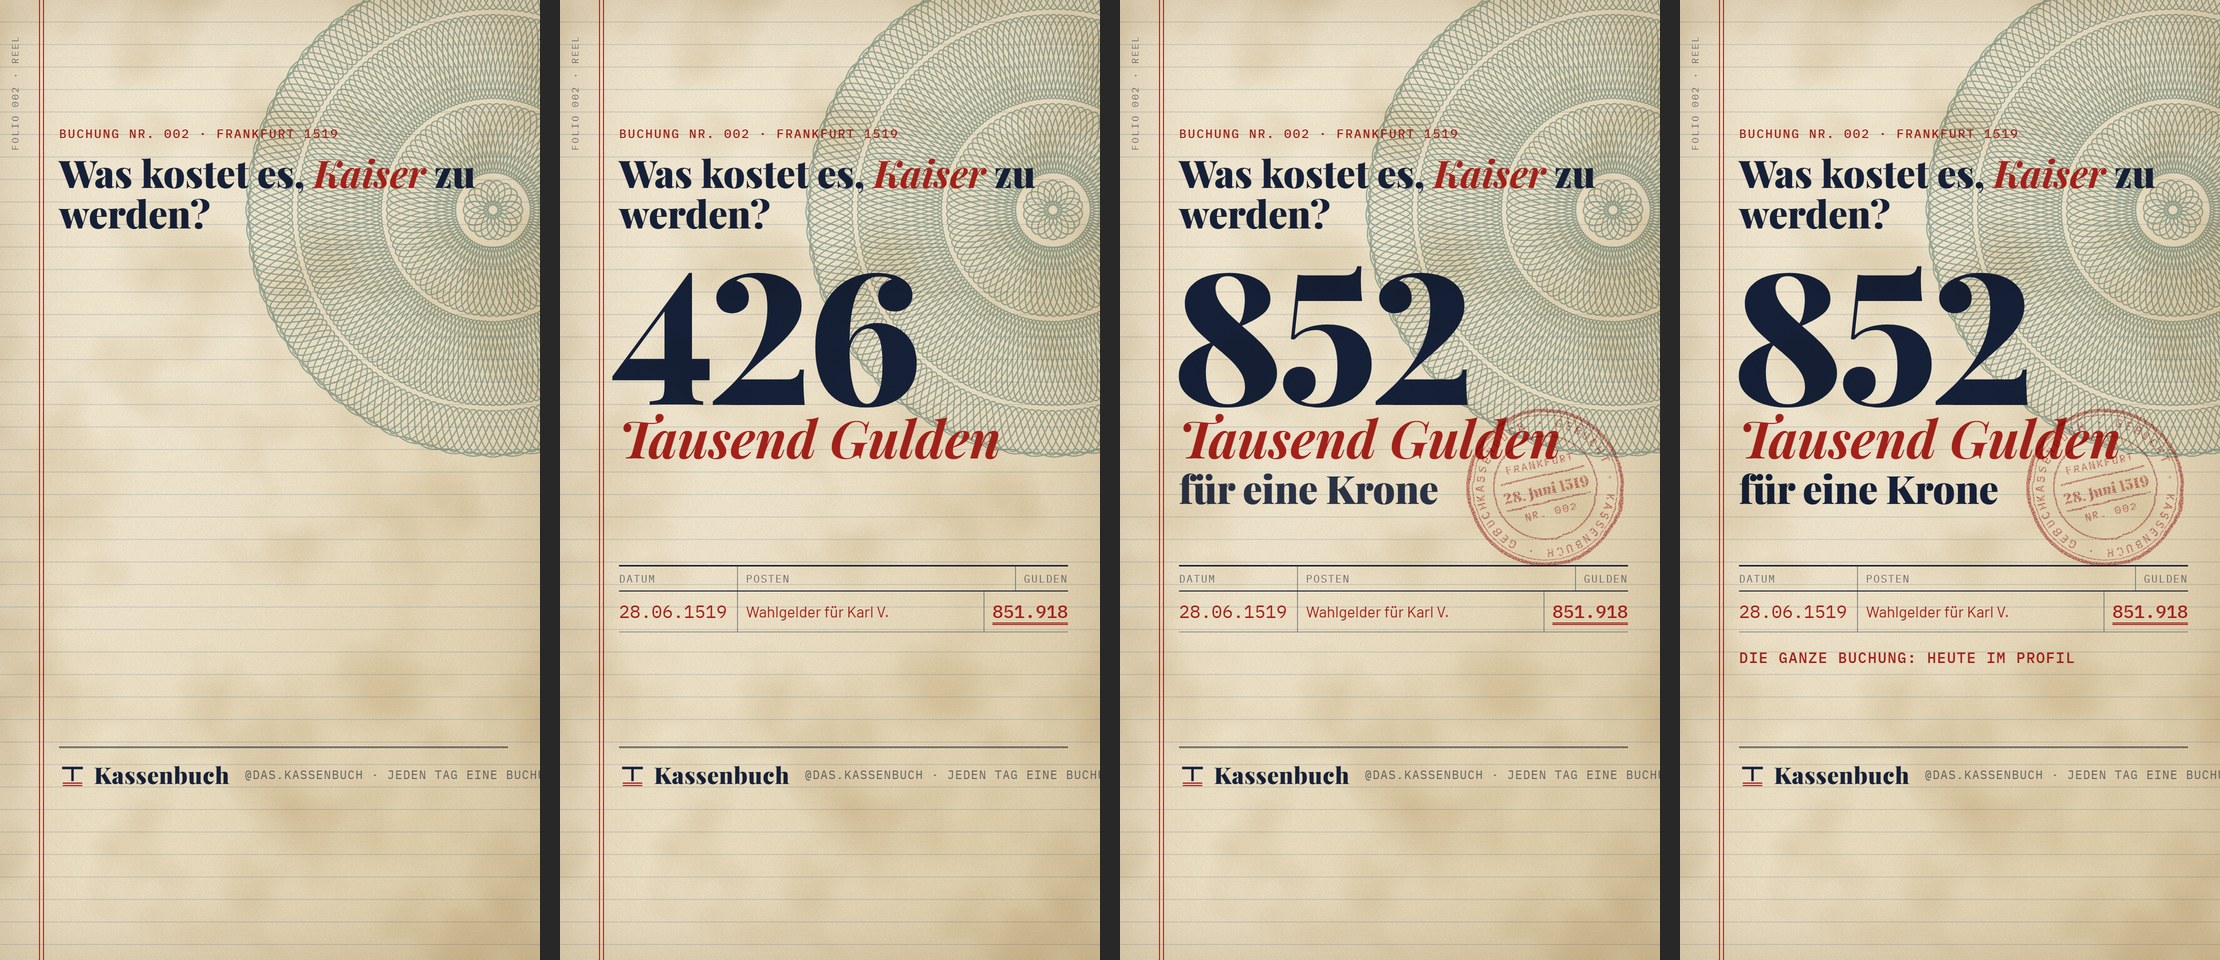 FOLIO 002 · REEL
BUCHUNG NR. 002 · FRANKFURT 1519
Was kostet es, Kaiser zu
werden?
Kassenbuch
@DAS.KASSENBUCH · JEDEN TAG EINE
FOLIO 002 · REEL
BUCHUNG NR. 002 · FRANKFURT 1519
Was kostet es, Kaiser zu
werden?
426
Tausend Gulden
DATUM POSTEN GULDEN
28.06.1519 Wahlgelder für Karl V. 851.918
Kassenbuch
@DAS.KASSENBUCH · JEDEN TAG EINE
FOLIO 002 · REEL
BUCHUNG NR. 002 · FRANKFURT 1519
Was kostet es, Kaiser zu
werden?
852
Tausend Gulden
für eine Krone
FRANKFURT
28. Juni 1519
NR. 002
KASSENBUCH
DATUM POSTEN GULDEN
28.06.1519 Wahlgelder für Karl V. 851.918
Kassenbuch
@DAS.KASSENBUCH · JEDEN TAG EINE
FOLIO 002 · REEL
BUCHUNG NR. 002 · FRANKFURT 1519
Was kostet es, Kaiser zu
werden?
852
Tausend Gulden
für eine Krone
FRANKFURT
28. Juni 1519
NR. 002
KASSENBUCH
DATUM POSTEN GULDEN
28.06.1519 Wahlgelder für Karl V. 851.918
DIE GANZE BUCHUNG: HEUTE IM PROFIL
Kassenbuch
@DAS.KASSENBUCH · JEDEN TAG EINE